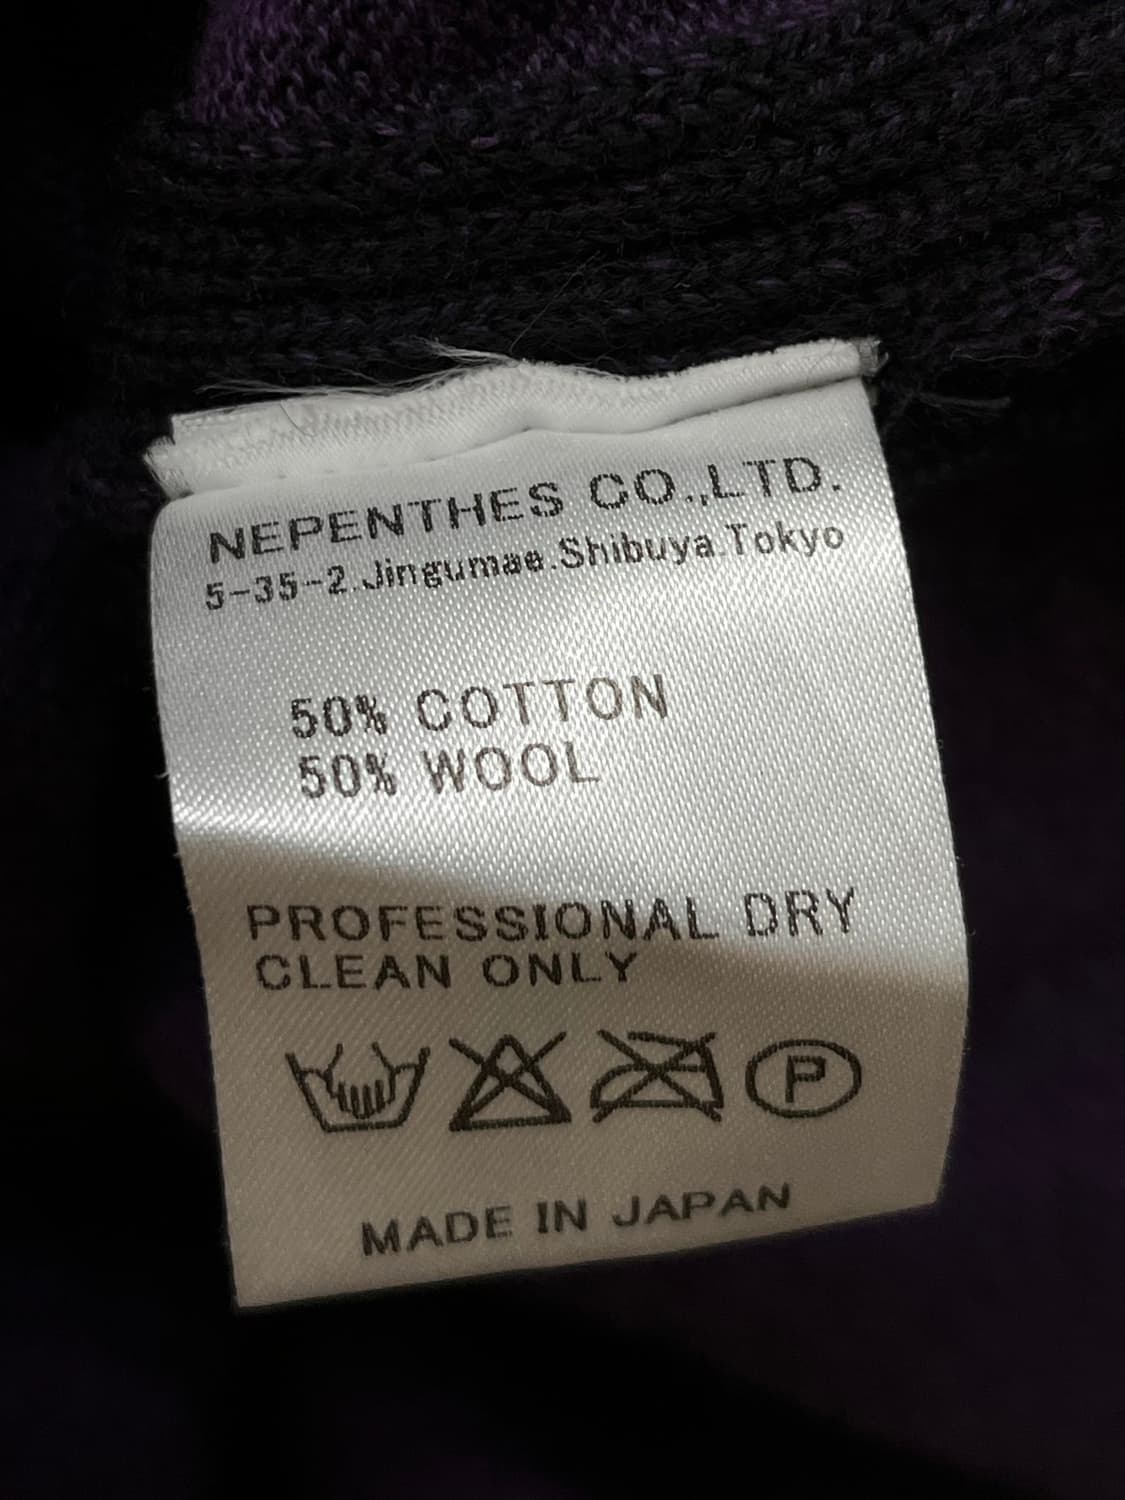 NEPENTHES CO.,LTD.
5-35-2.Jingumae.Shibuya.Tokyo
50% COTTON
50% WOOL
PROFESSIONAL DRY
CLEAN ONLY
P
MADE IN JAPAN